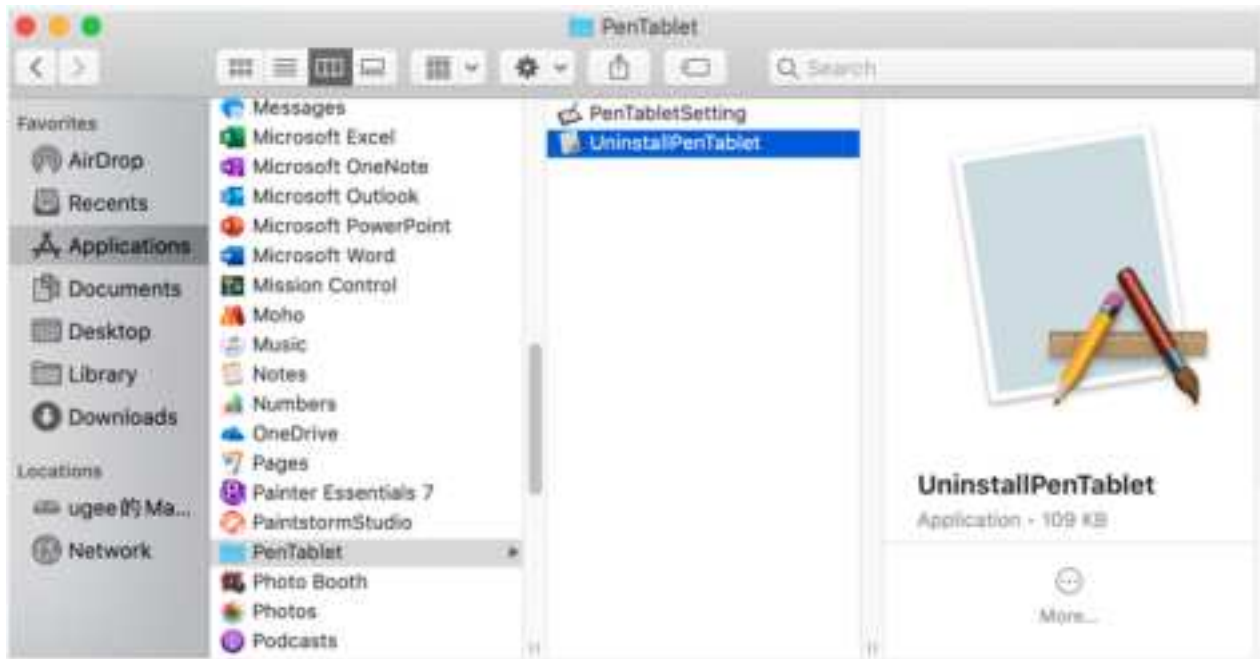 PenTablet
Search
Favorites
AirDrop
Recents
Applications
Documents
Desktop
Library
Downloads
Locations
ugee的Ma...
Network
Messages
Microsoft Excel
Microsoft OneNote
Microsoft Outlook
Microsoft PowerPoint
Microsoft Word
Mission Control
Moho
Music
Notes
Numbers
OneDrive
Pages
Painter Essentials 7
PaintstormStudio
PenTablet
Photo Booth
Photos
Podcasts
PenTabletSetting
UninstallPenTablet
UninstallPenTablet
Application - 109 KB
More...